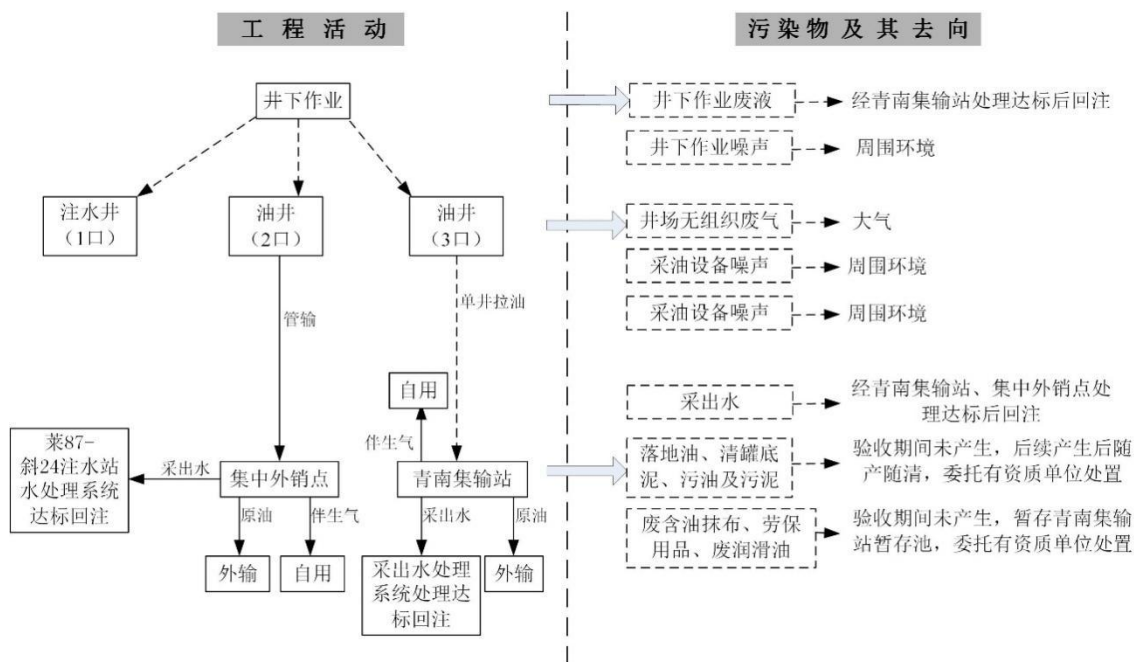 工程活动
污染物及其去向
井下作业
注水井
（1口）
油井
（2口）
油井
（3口）
管输
单井拉油
自用
伴生气
莱87-
斜24注水站
水处理系统
达标回注
采出水
集中外销点
青南集输站
原油
伴生气
采出水
原油
外输
自用
采出水处理
系统处理达
标回注
外输
井下作业废液
经青南集输站处理达标后回注
井下作业噪声
周围环境
井场无组织废气
大气
采油设备噪声
周围环境
采油设备噪声
周围环境
采出水
经青南集输站、集中外销点处
理达标后回注
落地油、清罐底
泥、污油及污泥
验收期间未产生，后续产生后随
产随清，委托有资质单位处置
废含油抹布、劳保
用品、废润滑油
验收期间未产生，暂存青南集输
站暂存池，委托有资质单位处置